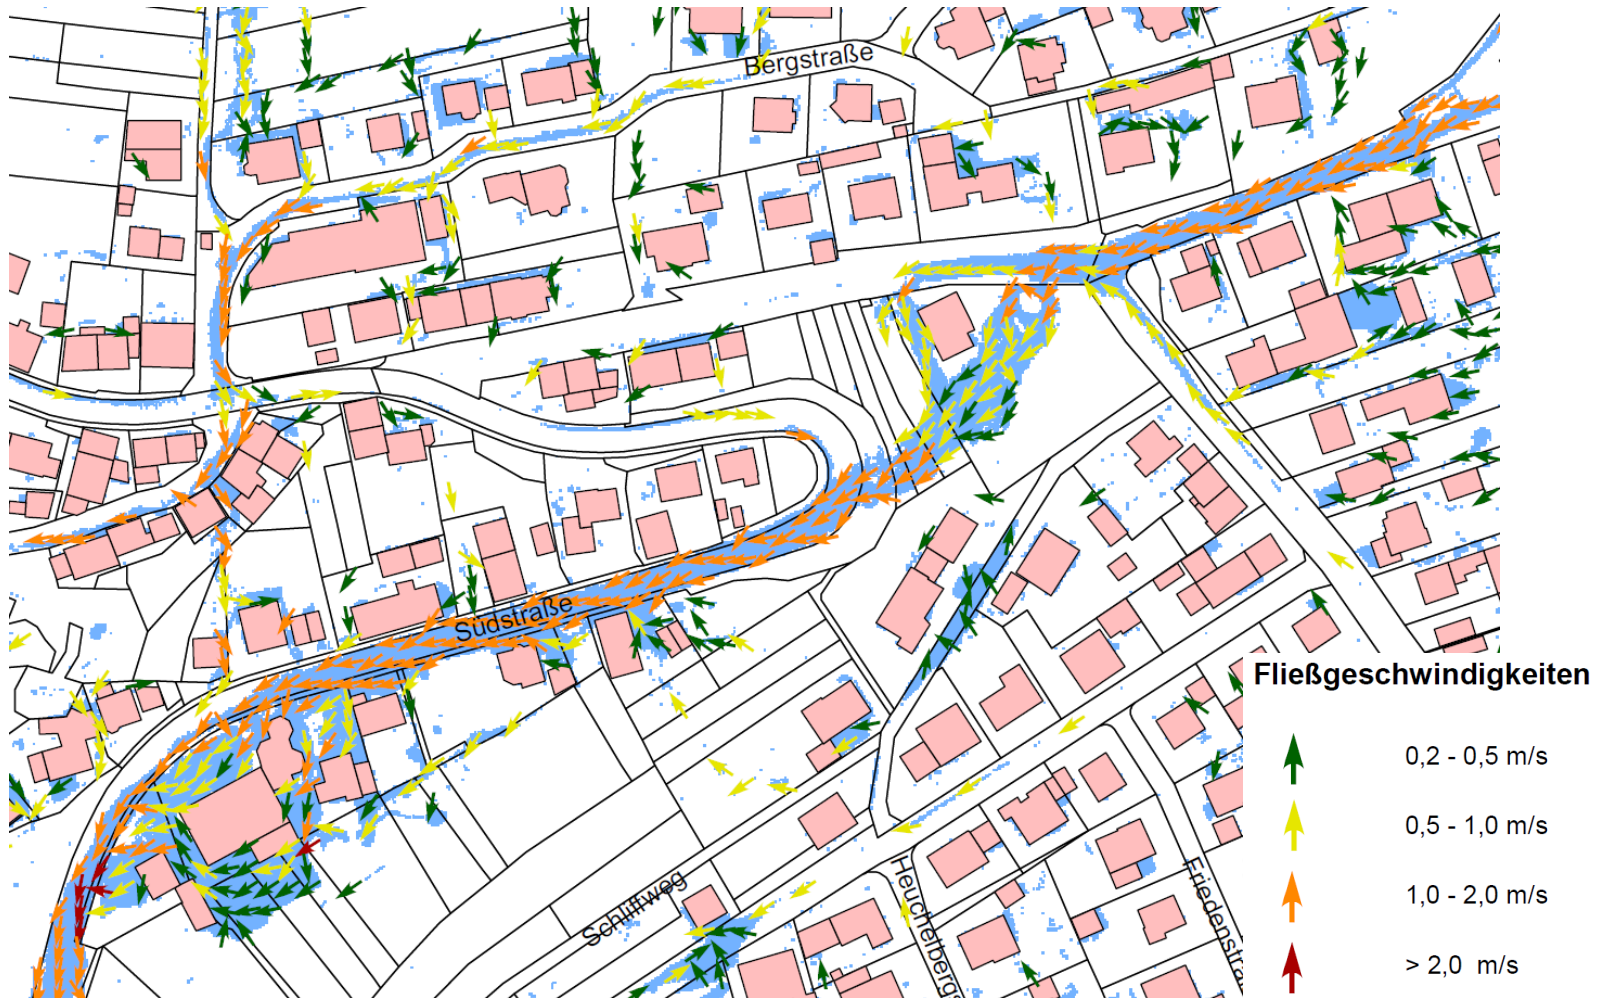 Bergstraße
Südstraße
Schliffweg
Heuchelbergs
Friedenstra
Fließgeschwindigkeiten
0,2 - 0,5 m/s
0,5 - 1,0 m/s
1,0 - 2,0 m/s
> 2,0 m/s